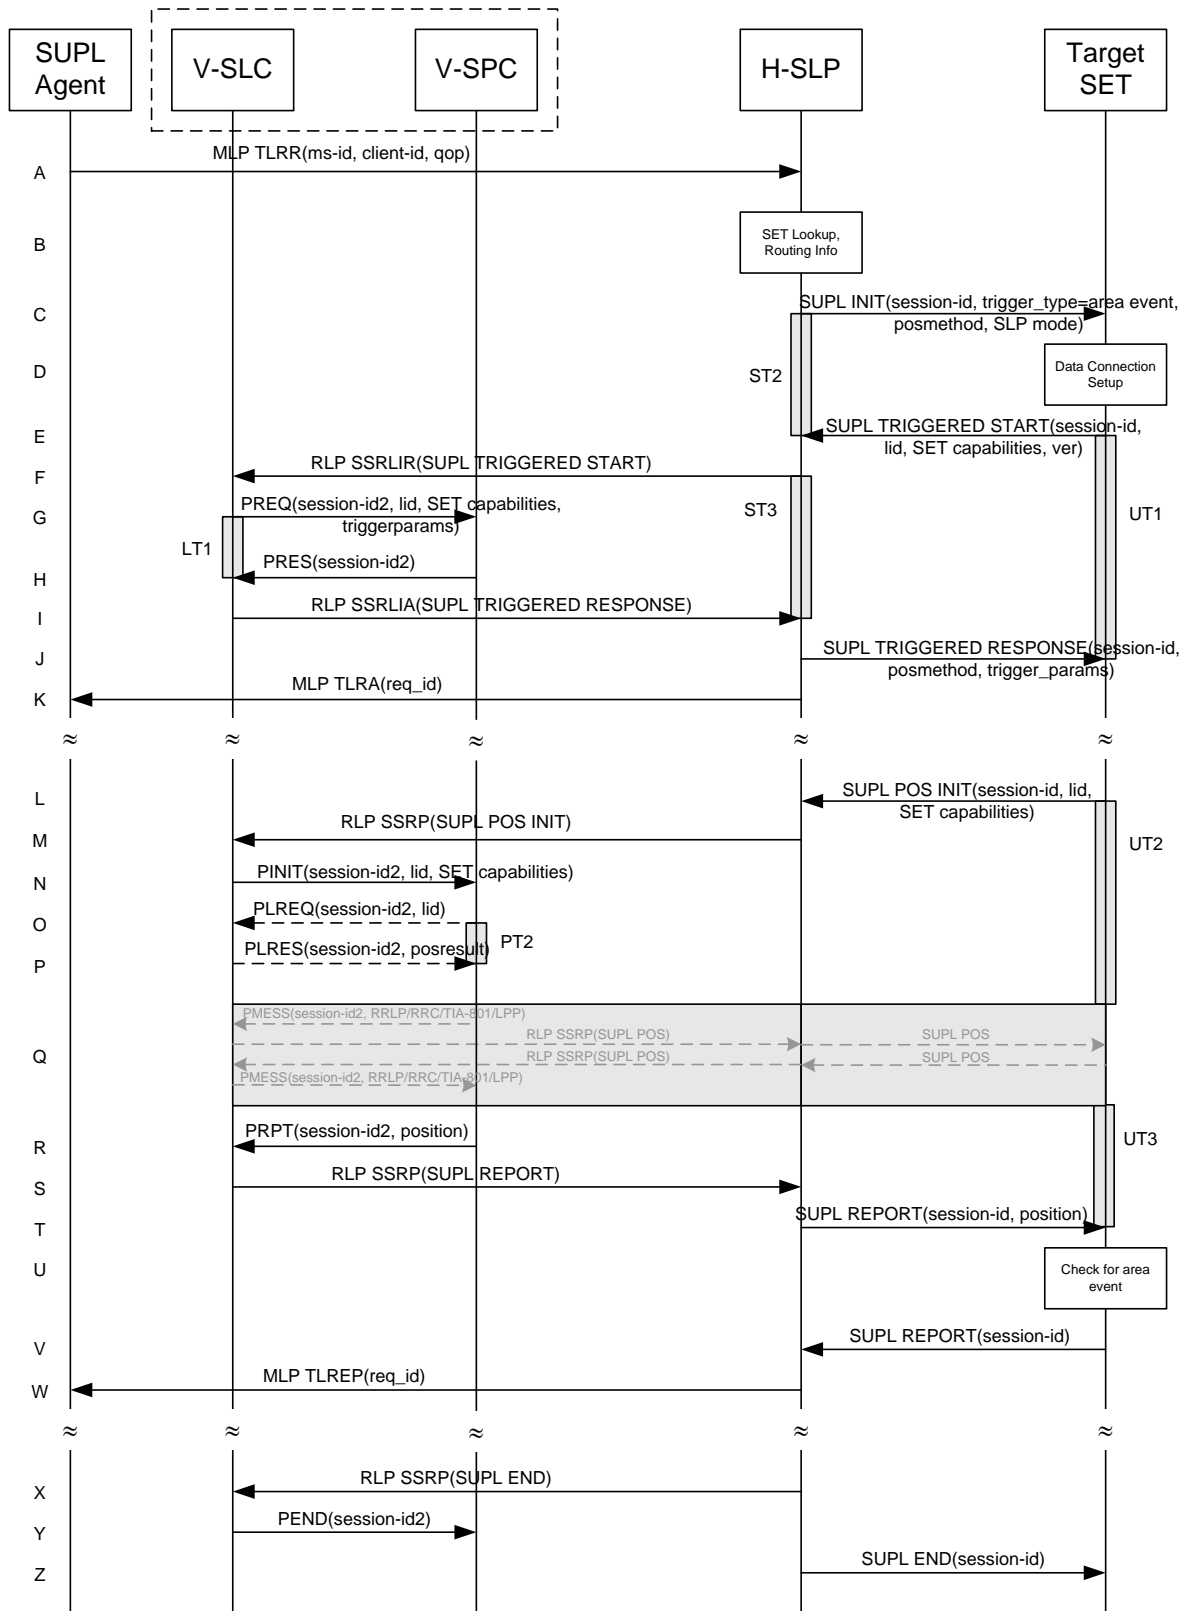 SUPL
Agent
V-SLC
V-SPC
H-SLP
Target
SET
MLP TLRR(ms-id, client-id, qop)
A
B
SET Lookup,
Routing Info
C
SUPL INIT(session-id, trigger_type=area event,
posmethod, SLP mode)
D
ST2
Data Connection
Setup
E
SUPL TRIGGERED START(session-id,
lid, SET capabilities, ver)
F
RLP SSRLIR(SUPL TRIGGERED START)
G
PREQ(session-id2, lid, SET capabilities,
triggerparams)
ST3
UT1
LT1
H
PRES(session-id2)
I
RLP SSRLIA(SUPL TRIGGERED RESPONSE)
J
SUPL TRIGGERED RESPONSE(session-id,
posmethod, trigger_params)
K
MLP TLRA(req_id)
≈ ≈ ≈ ≈ ≈
L
SUPL POS INIT(session-id, lid,
SET capabilities)
M
RLP SSRP(SUPL POS INIT)
UT2
N
PINIT(session-id2, lid, SET capabilities)
O
PLREQ(session-id2, lid)
PT2
P
PLRES(session-id2, posresult)
PMESS(session-id2, RRLP/RRC/TIA-801/LPP)
RLP SSRP(SUPL POS)
SUPL POS
Q
RLP SSRP(SUPL POS)
SUPL POS
PMESS(session-id2, RRLP/RRC/TIA-801/LPP)
R
PRPT(session-id2, position)
UT3
S
RLP SSRP(SUPL REPORT)
T
SUPL REPORT(session-id, position)
U
Check for area
event
V
SUPL REPORT(session-id)
W
MLP TLREP(req_id)
≈ ≈ ≈ ≈ ≈
X
RLP SSRP(SUPL END)
Y
PEND(session-id2)
Z
SUPL END(session-id)